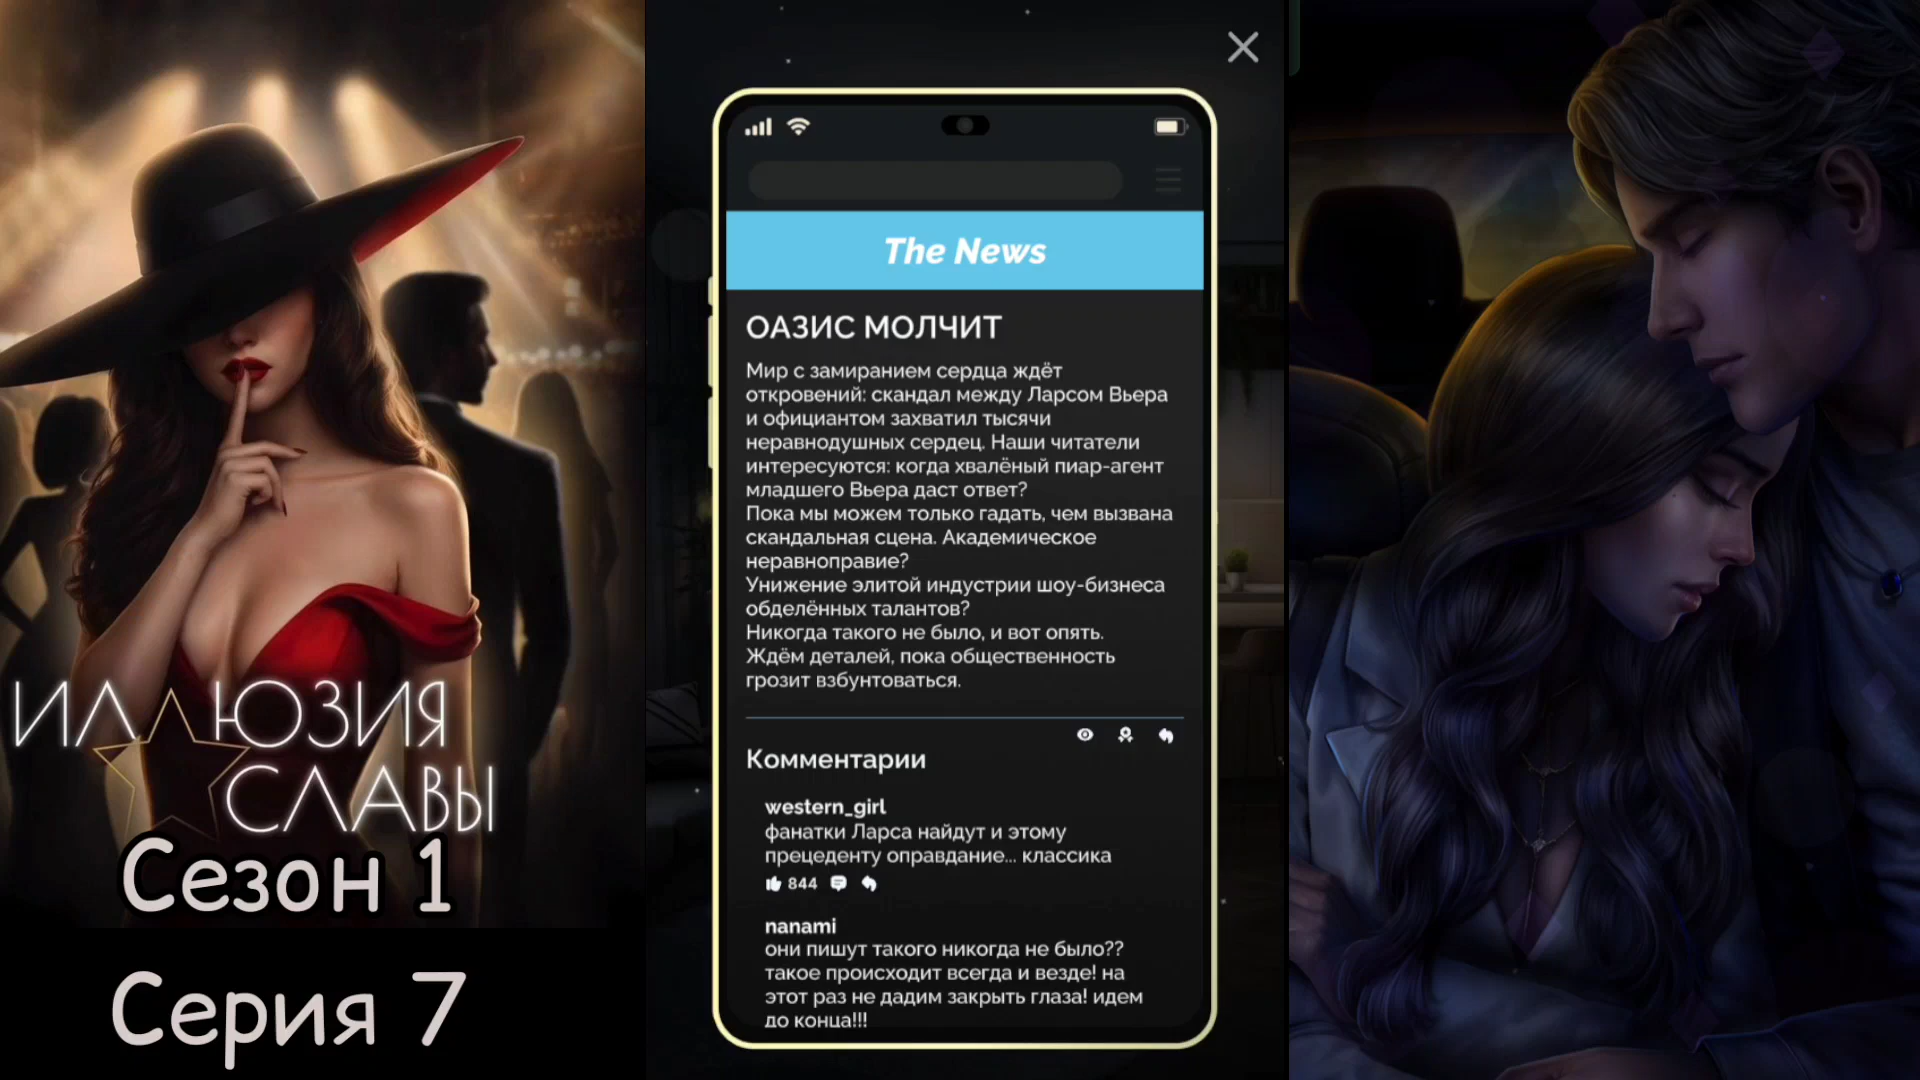 ИЛЛЮЗИЯ
СЛАВЫ
Сезон 1
Серия 7
The News
ОАЗИС МОЛЧИТ
Мир с замиранием сердца ждёт
откровений: скандал между Ларсом Вьера
и официантом захватил тысячи
неравнодушных сердец. Наши читатели
интересуются: когда хвалёный пиар-агент
младшего Вьера даст ответ?
Пока мы можем только гадать, чем вызвана
скандальная сцена. Академическое
неравноправие?
Унижение элитой индустрии шоу-бизнеса
обделённых талантов?
Никогда такого не было, и вот опять.
Ждём деталей, пока общественность
грозит взбунтоваться.
Комментарии
western_girl
фанатки Ларса найдут и этому
прецеденту оправдание... классика
844
nanami
они пишут такого никогда не было??
такое происходит всегда и везде! на
этот раз не дадим закрыть глаза! идем
до конца!!!